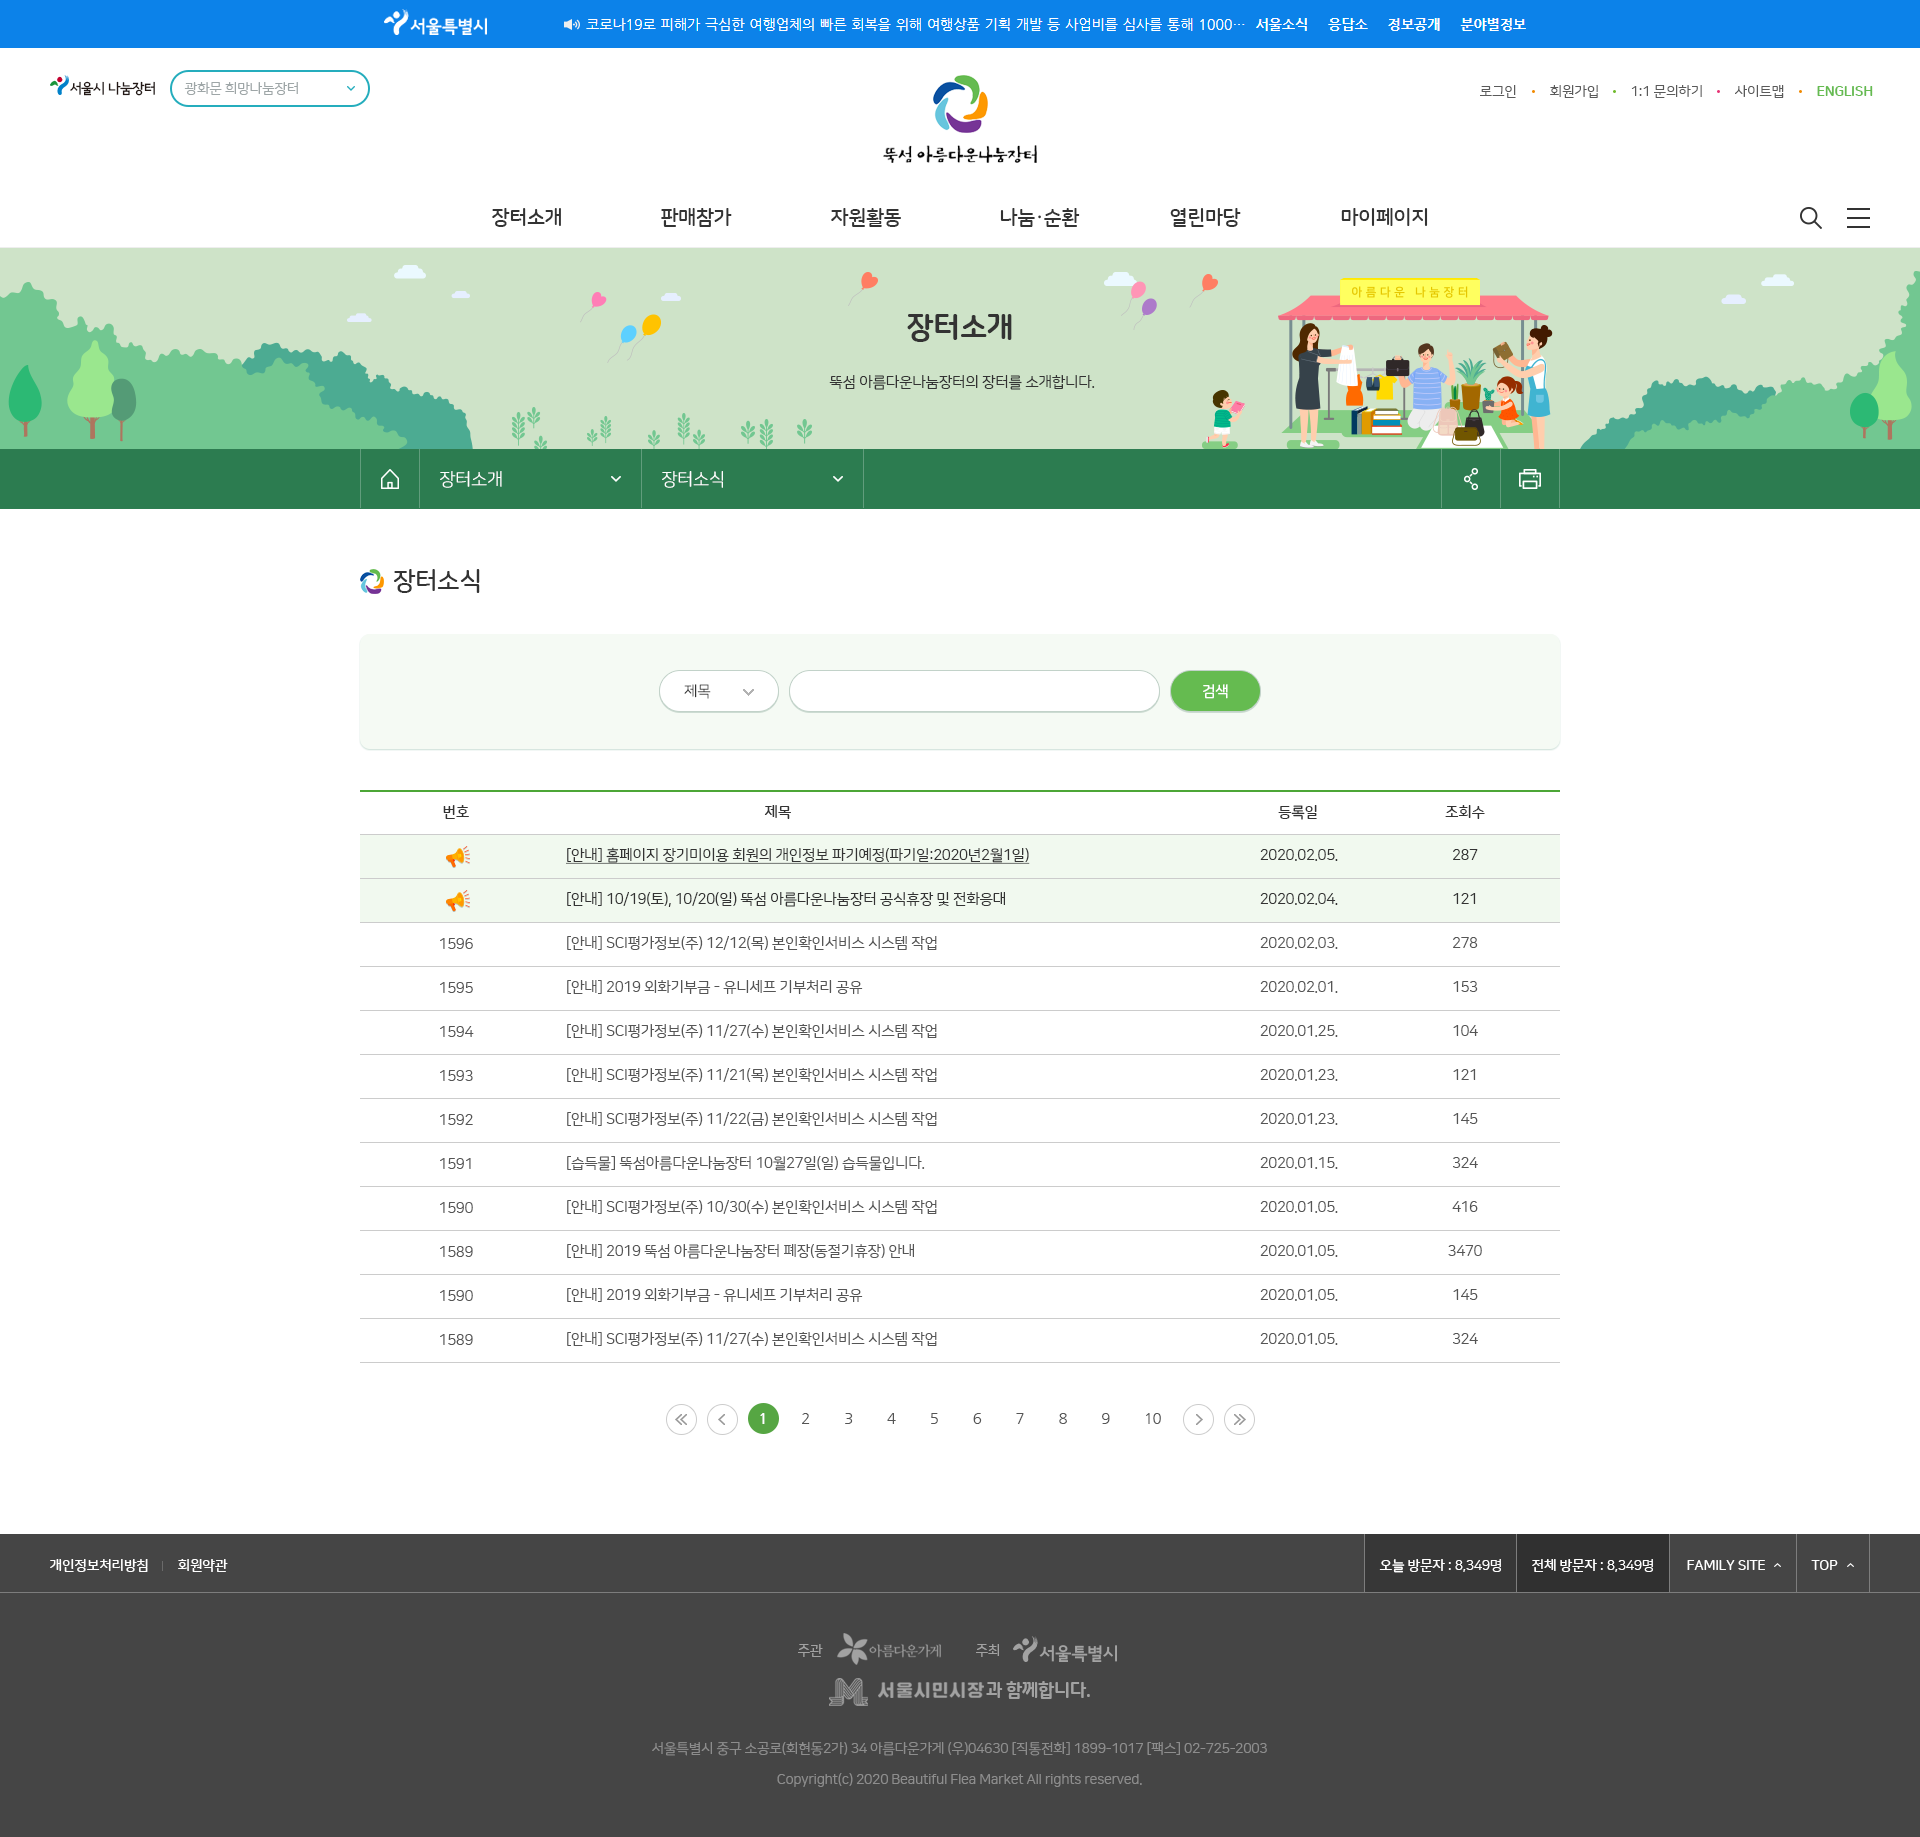 서울특별시
코로나19로 피해가 극심한 여행업체의 빠른 회복을 위해 여행상품 기획 개발 등 사업비를 심사를 통해 1000... 서울소식 응답소 정보공개 분야별정보
서울시 나눔장터 광화문 희망나눔장터
로그인 회원가입 1:1 문의하기 사이트맵 ENGLISH
뚝섬 아름다운나눔장터
장터소개 판매참가 자원활동 나눔·순환 열린마당 마이페이지
아름다운 나눔장터
장터소개
뚝섬 아름다운나눔장터의 장터를 소개합니다.
장터소개 장터소식
장터소식
제목 검색
번호 제목 등록일 조회수
[안내] 홈페이지 장기미이용 회원의 개인정보 파기예정(파기일:2020년2월1일) 2020.02.05. 287
[안내] 10/19(토), 10/20(일) 뚝섬 아름다운나눔장터 공식휴장 및 전화응대 2020.02.04. 121
1596 [안내] SCI평가정보(주) 12/12(목) 본인확인서비스 시스템 작업 2020.02.03. 278
1595 [안내] 2019 외화기부금 - 유니세프 기부처리 공유 2020.02.01. 153
1594 [안내] SCI평가정보(주) 11/27(수) 본인확인서비스 시스템 작업 2020.01.25. 104
1593 [안내] SCI평가정보(주) 11/21(목) 본인확인서비스 시스템 작업 2020.01.23. 121
1592 [안내] SCI평가정보(주) 11/22(금) 본인확인서비스 시스템 작업 2020.01.23. 145
1591 [습득물] 뚝섬아름다운나눔장터 10월27일(일) 습득물입니다. 2020.01.15. 324
1590 [안내] SCI평가정보(주) 10/30(수) 본인확인서비스 시스템 작업 2020.01.05. 416
1589 [안내] 2019 뚝섬 아름다운나눔장터 폐장(동절기휴장) 안내 2020.01.05. 3470
1590 [안내] 2019 외화기부금 - 유니세프 기부처리 공유 2020.01.05. 145
1589 [안내] SCI평가정보(주) 11/27(수) 본인확인서비스 시스템 작업 2020.01.05. 324
1 2 3 4 5 6 7 8 9 10
개인정보처리방침 회원약관 오늘 방문자 : 8,349명 전체 방문자 : 8,349명 FAMILY SITE TOP
주관 아름다운가게 주최 서울특별시
서울시민시장과 함께합니다.
서울특별시 중구 소공로(회현동2가) 34 아름다운가게 (우)04630 [직통전화] 1899-1017 [팩스] 02-725-2003
Copyright(c) 2020 Beautiful Flea Market All rights reserved.